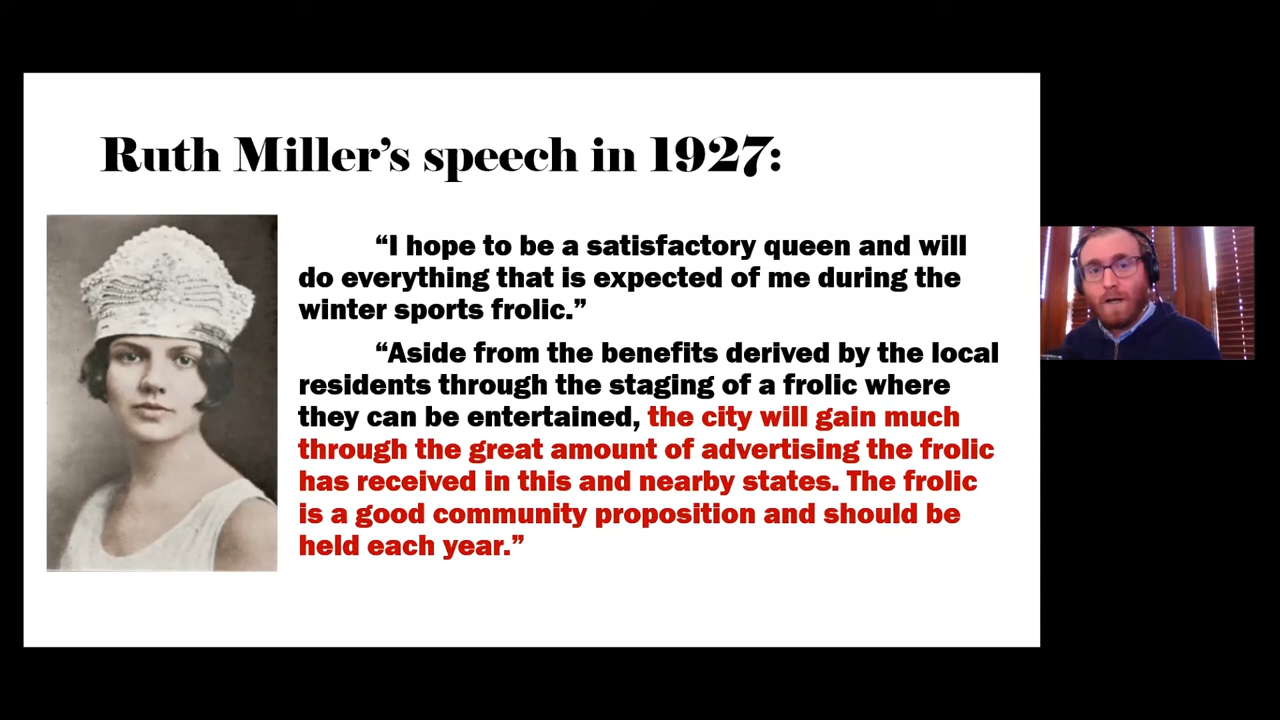 Ruth Miller’s speech in 1927:
“I hope to be a satisfactory queen and will
do everything that is expected of me during the
winter sports frolic.”
“Aside from the benefits derived by the local
residents through the staging of a frolic where
they can be entertained, the city will gain much
through the great amount of advertising the frolic
has received in this and nearby states. The frolic
is a good community proposition and should be
held each year.”